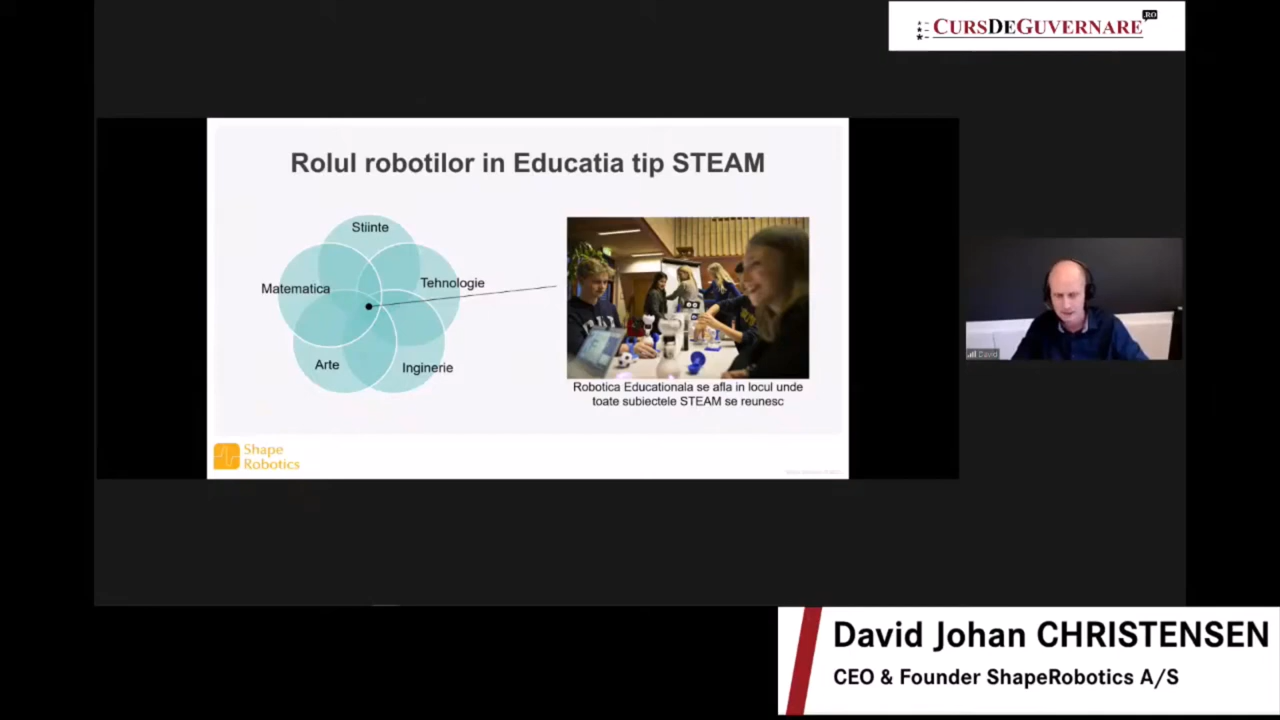 CURSDEGUVERNARE
.RO
Rolul robotilor in Educatia tip STEAM
Stiinte
Matematica
Tehnologie
Arte
Inginerie
Robotica Educationala se afla in locul unde
toate subiectele STEAM se reunesc
Shape
Robotics
David
David Johan CHRISTENSEN
CEO & Founder ShapeRobotics A/S